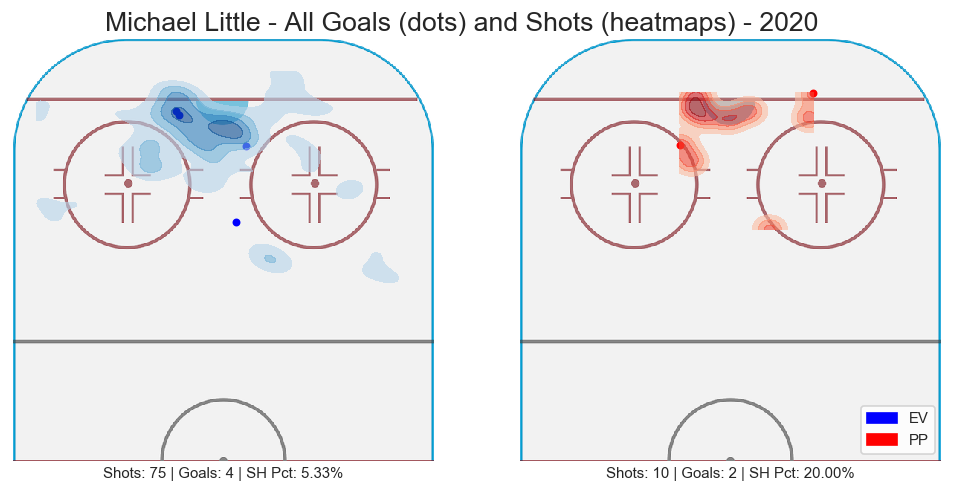 Michael Little - All Goals (dots) and Shots (heatmaps) - 2020
EV
PP
Shots: 75 | Goals: 4 | SH Pct: 5.33%
Shots: 10 | Goals: 2 | SH Pct: 20.00%